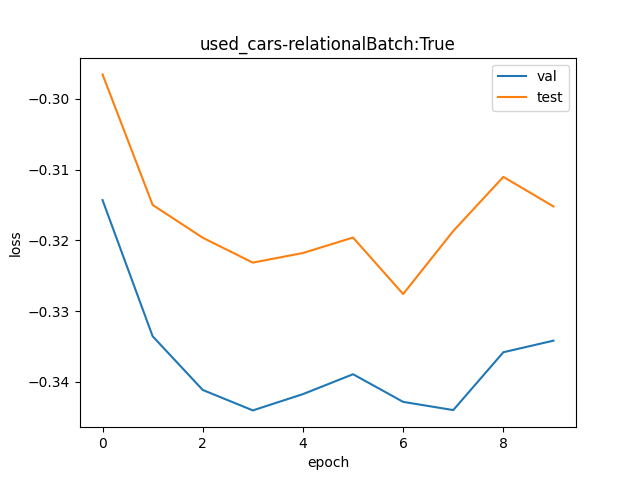 used_cars-relationalBatch:True
val
test
−0.30
−0.31
−0.32
−0.33
−0.34
loss
0
2
4
6
8
epoch